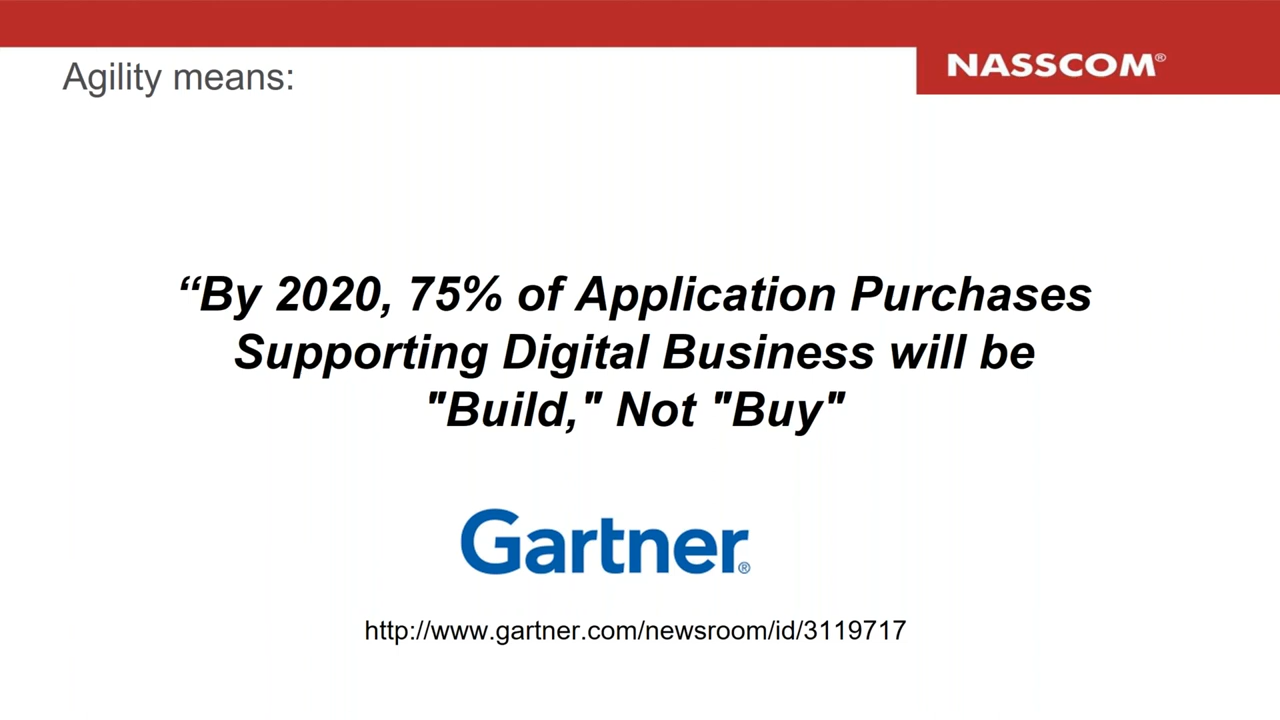 Agility means:
NASSCOM®
“By 2020, 75% of Application Purchases
Supporting Digital Business will be
"Build," Not "Buy"
Gartner®
http://www.gartner.com/newsroom/id/3119717